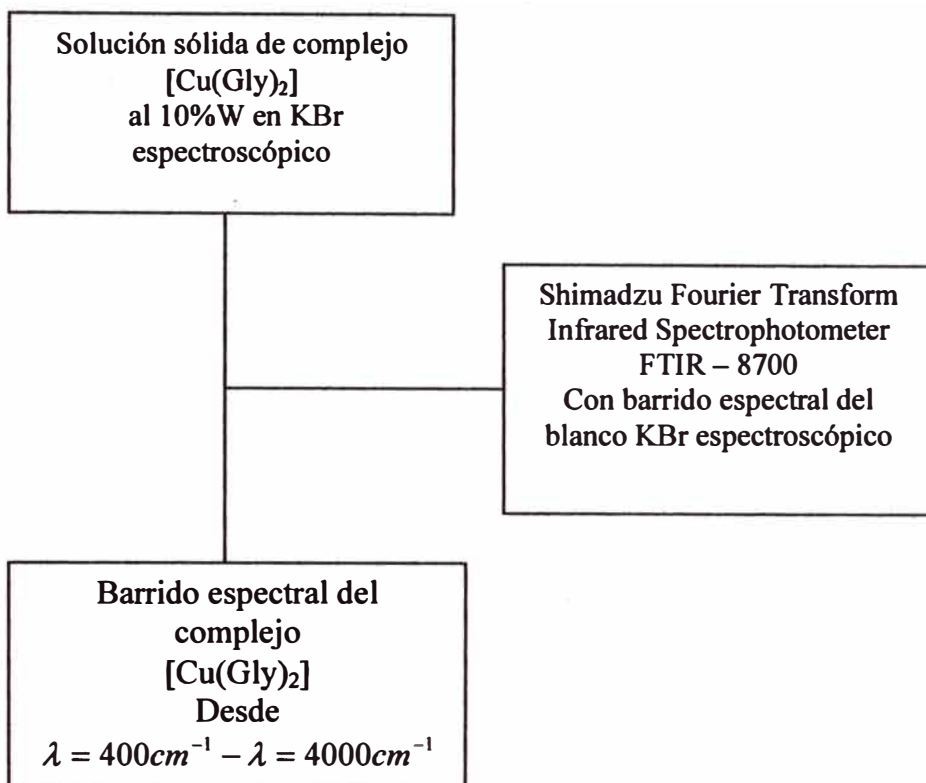 Solución sólida de complejo
[Cu(Gly)₂]
al 10%W en KBr
espectroscópico
Shimadzu Fourier Transform
Infrared Spectrophotometer
FTIR – 8700
Con barrido espectral del
blanco KBr espectroscópico
Barrido espectral del
complejo
[Cu(Gly)₂]
Desde
λ = 400cm⁻¹ – λ = 4000cm⁻¹